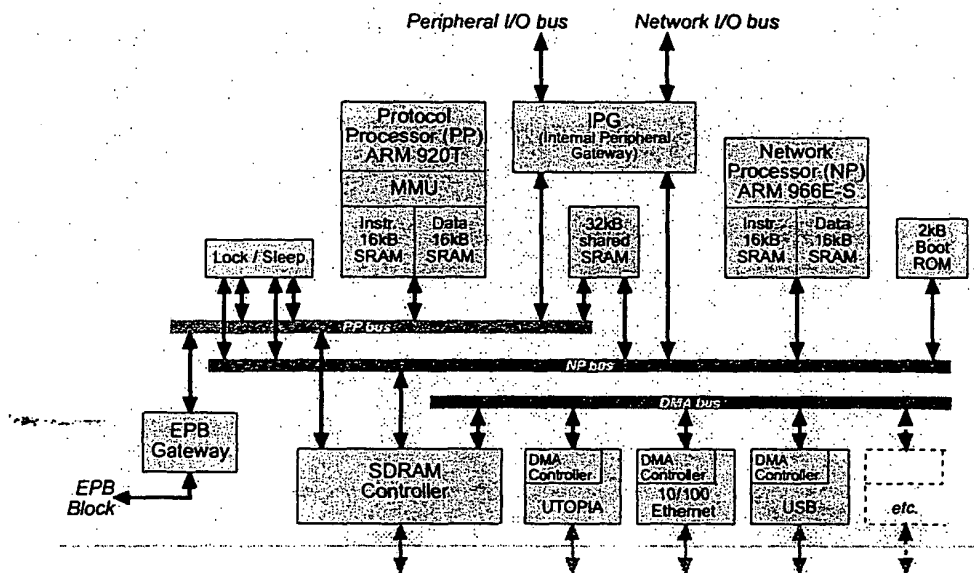 Peripheral I/O bus
Network I/O bus
Protocol
Processor (PP)
ARM 920T
MMU
Instr.
16kB
SRAM
Data
16kB
SRAM
IPG
(Internal Peripheral
Gateway)
Network
Processor (NP)
ARM 966E-S
Instr.
16kB
SRAM
Data
16kB
SRAM
32kB
shared
SRAM
2kB
Boot
ROM
Lock / Sleep
PP bus
NP bus
DMA bus
EPB
Gateway
EPB
Block
SDRAM
Controller
DMA
Controller
UTOPIA
DMA
Controller
10/100
Ethernet
DMA
Controller
USB
etc.